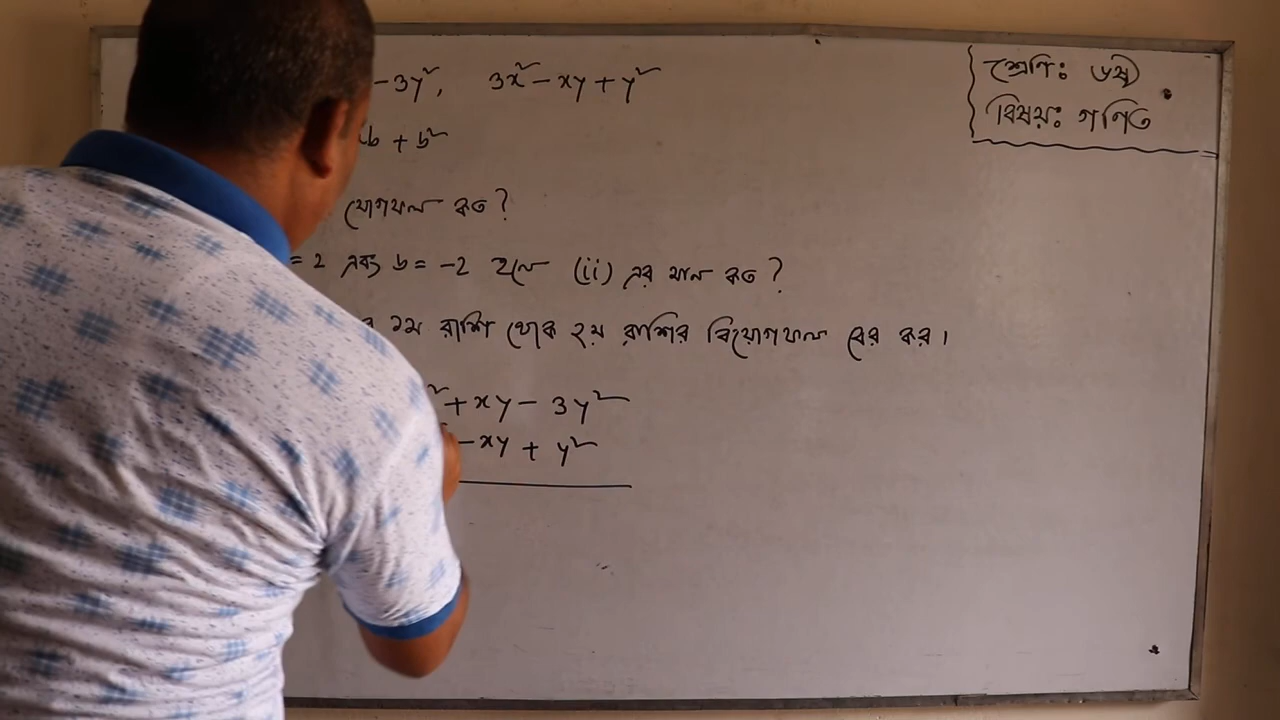 - 3y², 3x² - xy + y²
b + b²
যোগফল কত?
= 2 এবং b = -2 হলে (ii) এর মান কত?
১ম রাশি থেকে ২য় রাশির বিয়োগফল বের কর।
+ xy - 3y²
- xy + y²
শ্রেণি: ৬ষ্ঠ
বিষয়: গণিত